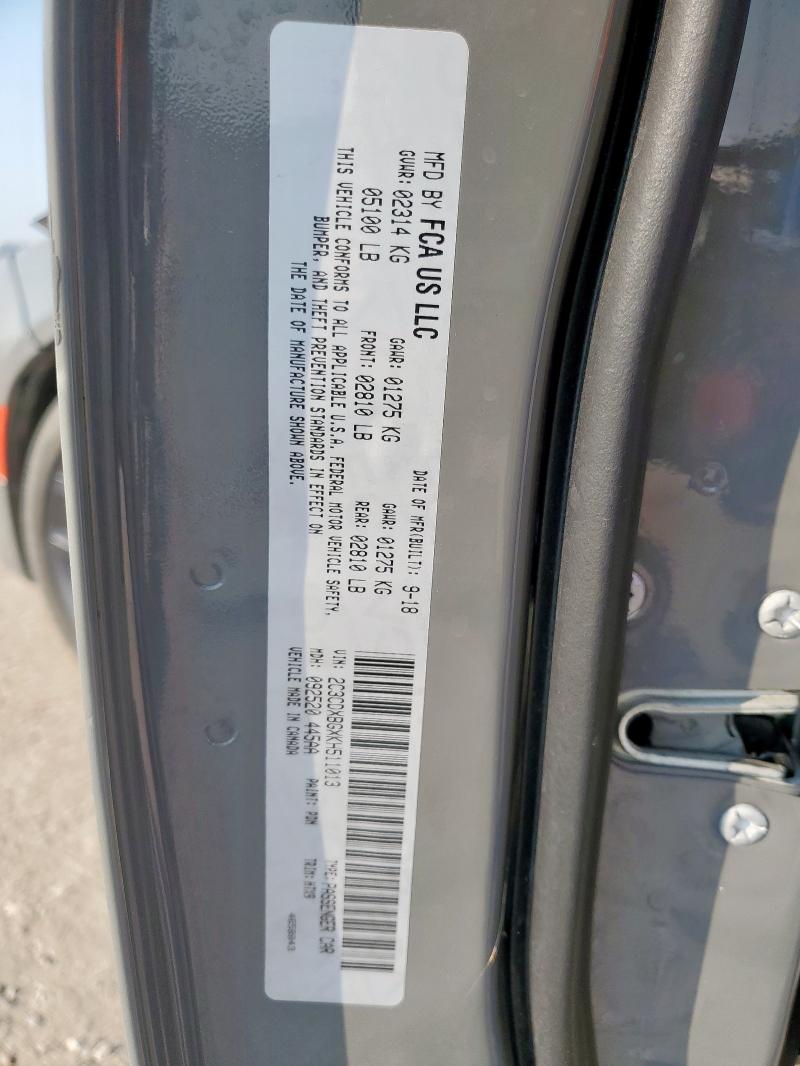 MFD BY FCA US LLC
DATE OF MFR(BUILT): 9-18
GVWR: 02314 KG
GAWR: 01275 KG
GAWR: 01275 KG
05100 LB
FRONT: 02810 LB
REAR: 02810 LB
THIS VEHICLE CONFORMS TO ALL APPLICABLE U.S.A. FEDERAL MOTOR VEHICLE SAFETY,
BUMPER, AND THEFT PREVENTION STANDARDS IN EFFECT ON
THE DATE OF MANUFACTURE SHOWN ABOVE.
VIN: 2C3CDXBGXKH511013
TYPE: PASSENGER CAR
MDH: 092520 445AA
PAINT: PDN
TRIM: H7X9
VEHICLE MADE IN CANADA